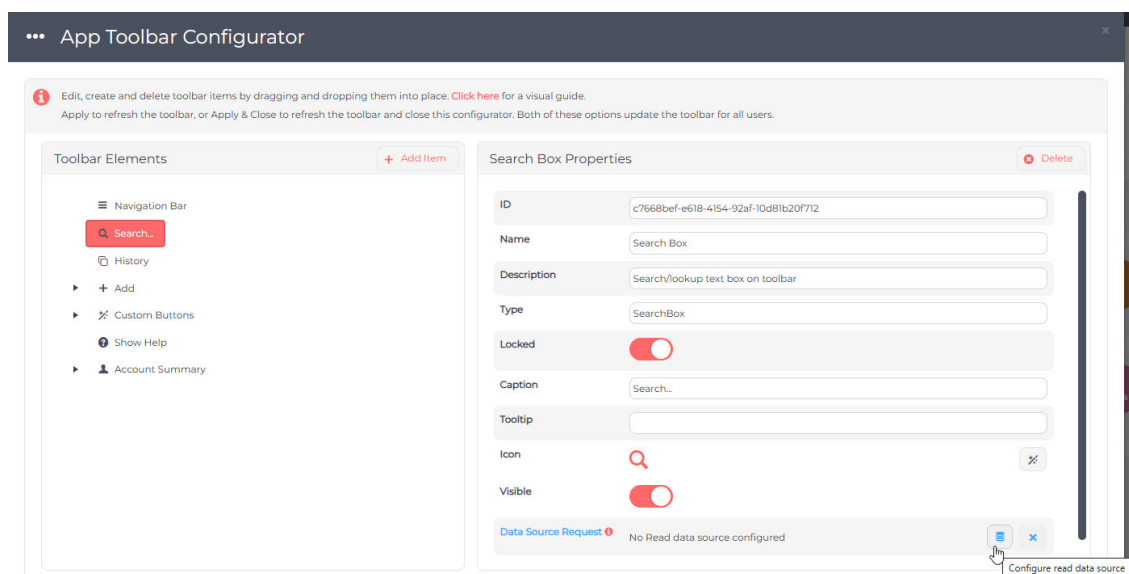 App Toolbar Configurator
Edit, create and delete toolbar items by dragging and dropping them into place. Click here for a visual guide.
Apply to refresh the toolbar, or Apply & Close to refresh the toolbar and close this configurator. Both of these options update the toolbar for all users.
Toolbar Elements
+ Add Item
Navigation Bar
Search...
History
+ Add
Custom Buttons
Show Help
Account Summary
Search Box Properties
Delete
ID
c7668bef-e618-4154-92af-10d81b20f712
Name
Search Box
Description
Search/lookup text box on toolbar
Type
SearchBox
Locked
Caption
Search...
Tooltip
Icon
Visible
Data Source Request
No Read data source configured
Configure read data source